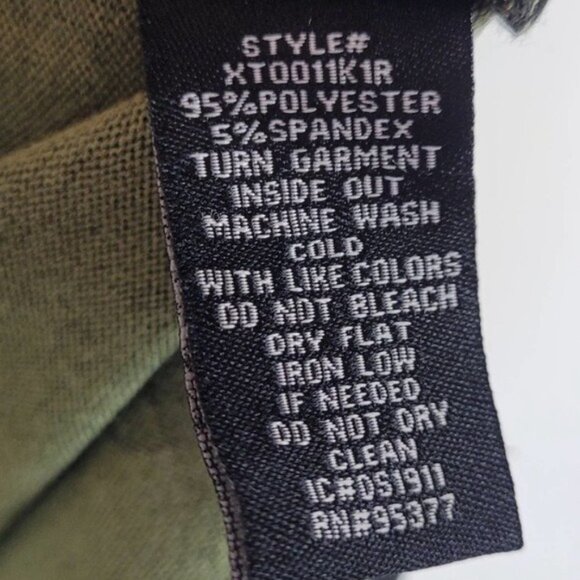 STYLE#
XT0011K1R
95%POLYESTER
5%SPANDEX
TURN GARMENT
INSIDE OUT
MACHINE WASH
COLD
WITH LIKE COLORS
DO NOT BLEACH
DRY FLAT
IRON LOW
IF NEEDED
DO NOT DRY
CLEAN
IC#DS1911
RN#95377